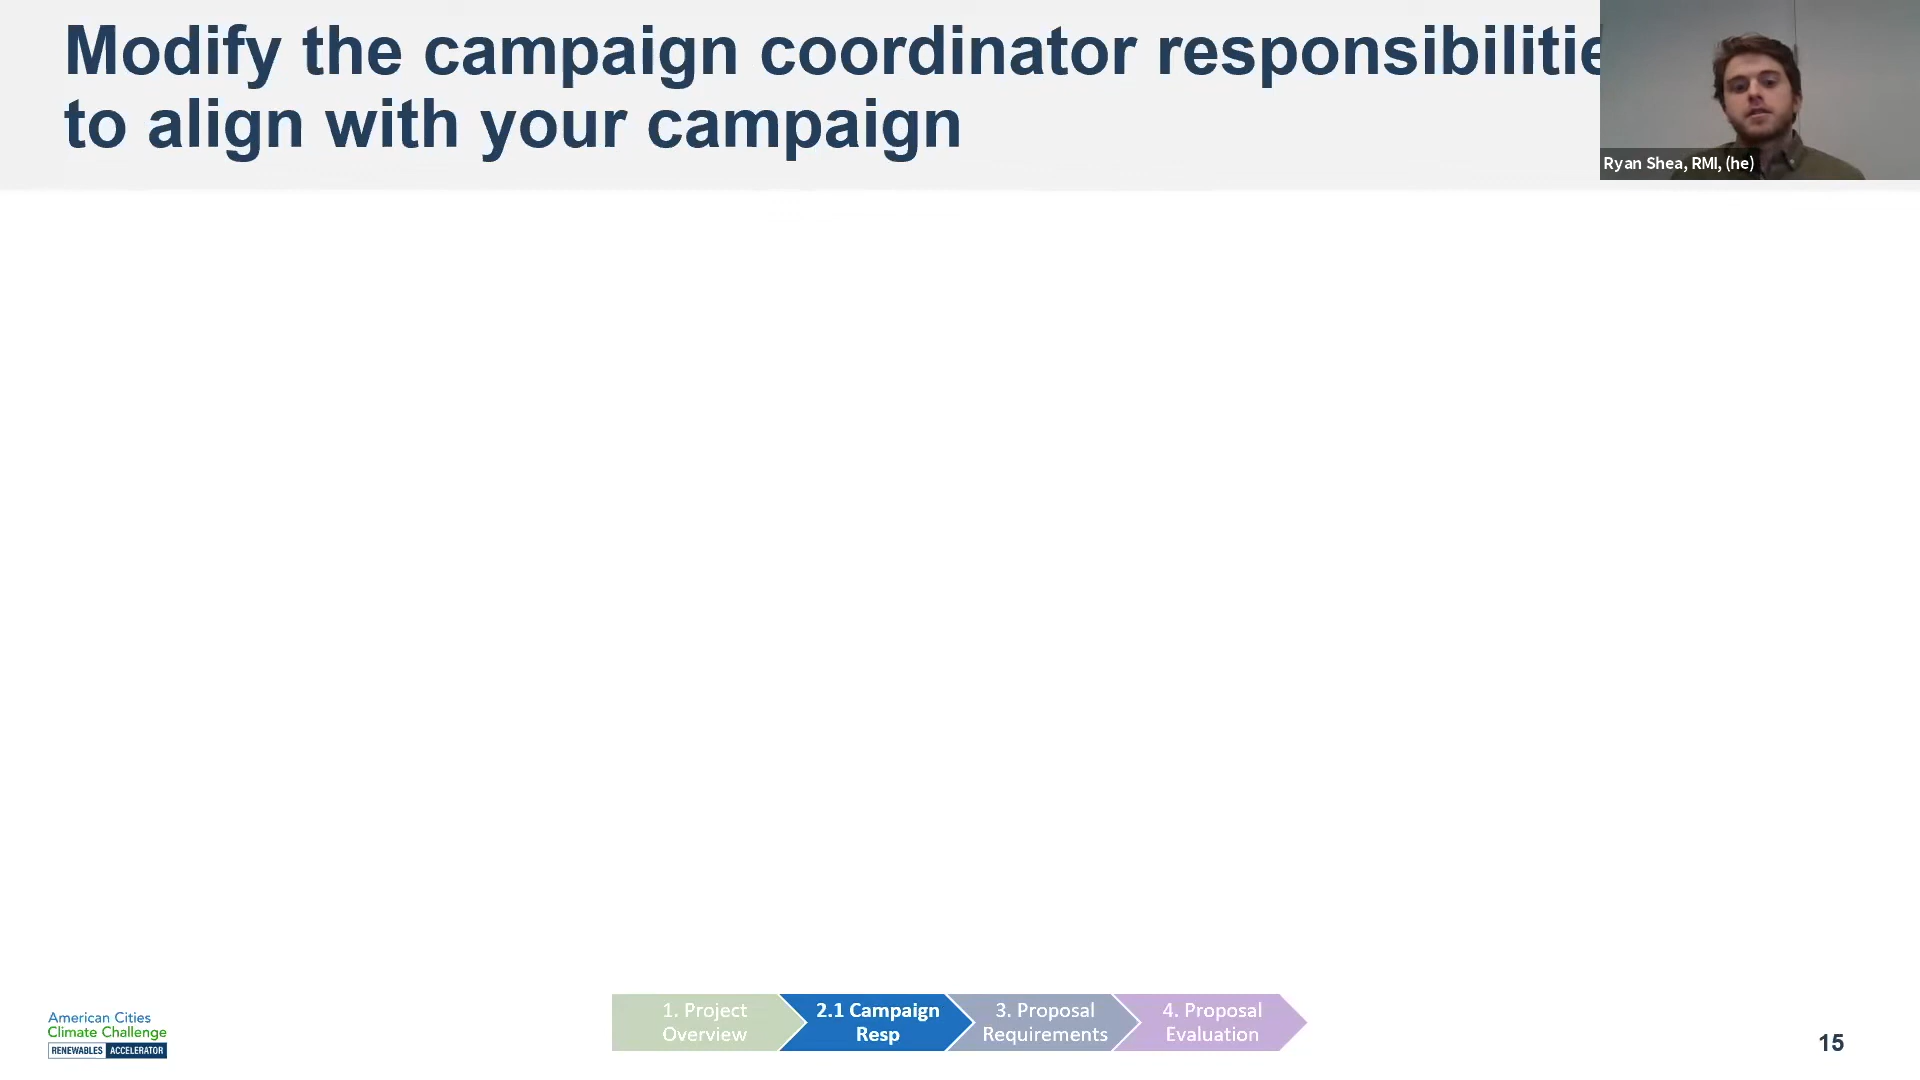 Modify the campaign coordinator responsibilitie
to align with your campaign
Ryan Shea, RMI, (he)
1. Project
Overview
2.1 Campaign
Resp
3. Proposal
Requirements
4. Proposal
Evaluation
American Cities
Climate Challenge
RENEWABLES ACCELERATOR
15